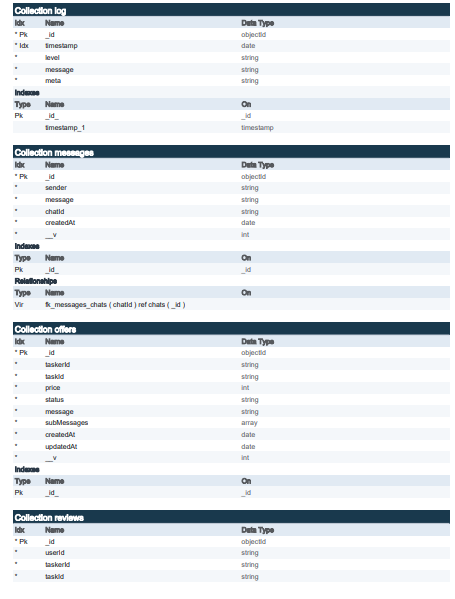 Collection log
Idx Name Data Type
* Pk _id objectId
* Idx timestamp date
* level string
* message string
* meta string
Indexes
Type Name On
Pk _id_ _id
timestamp_1 timestamp
Collection messages
Idx Name Data Type
* Pk _id objectId
* sender string
* message string
* chatId string
* createdAt date
* __v int
Indexes
Type Name On
Pk _id_ _id
Relationships
Type Name On
Vir fk_messages_chats ( chatId ) ref chats ( _id )
Collection offers
Idx Name Data Type
* Pk _id objectId
* taskerId string
* taskId string
* price int
* status string
* message string
* subMessages array
* createdAt date
* updatedAt date
* __v int
Indexes
Type Name On
Pk _id_ _id
Collection reviews
Idx Name Data Type
* Pk _id objectId
* userId string
* taskerId string
* taskId string